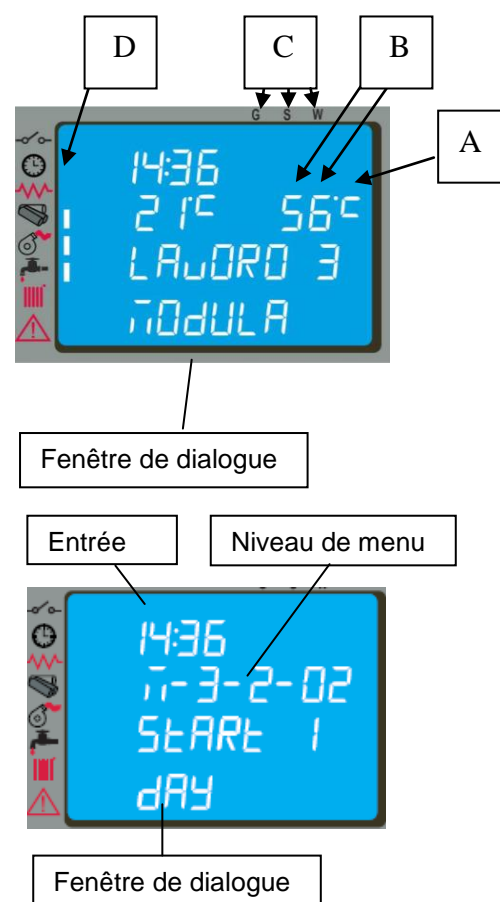 D C B
G S W
A
14:36
21°C 56°C
LAvORO 3
MOdULA
Fenêtre de dialogue
Entrée Niveau de menu
14:36
M-3-2-02
StARt 1
dAY
Fenêtre de dialogue